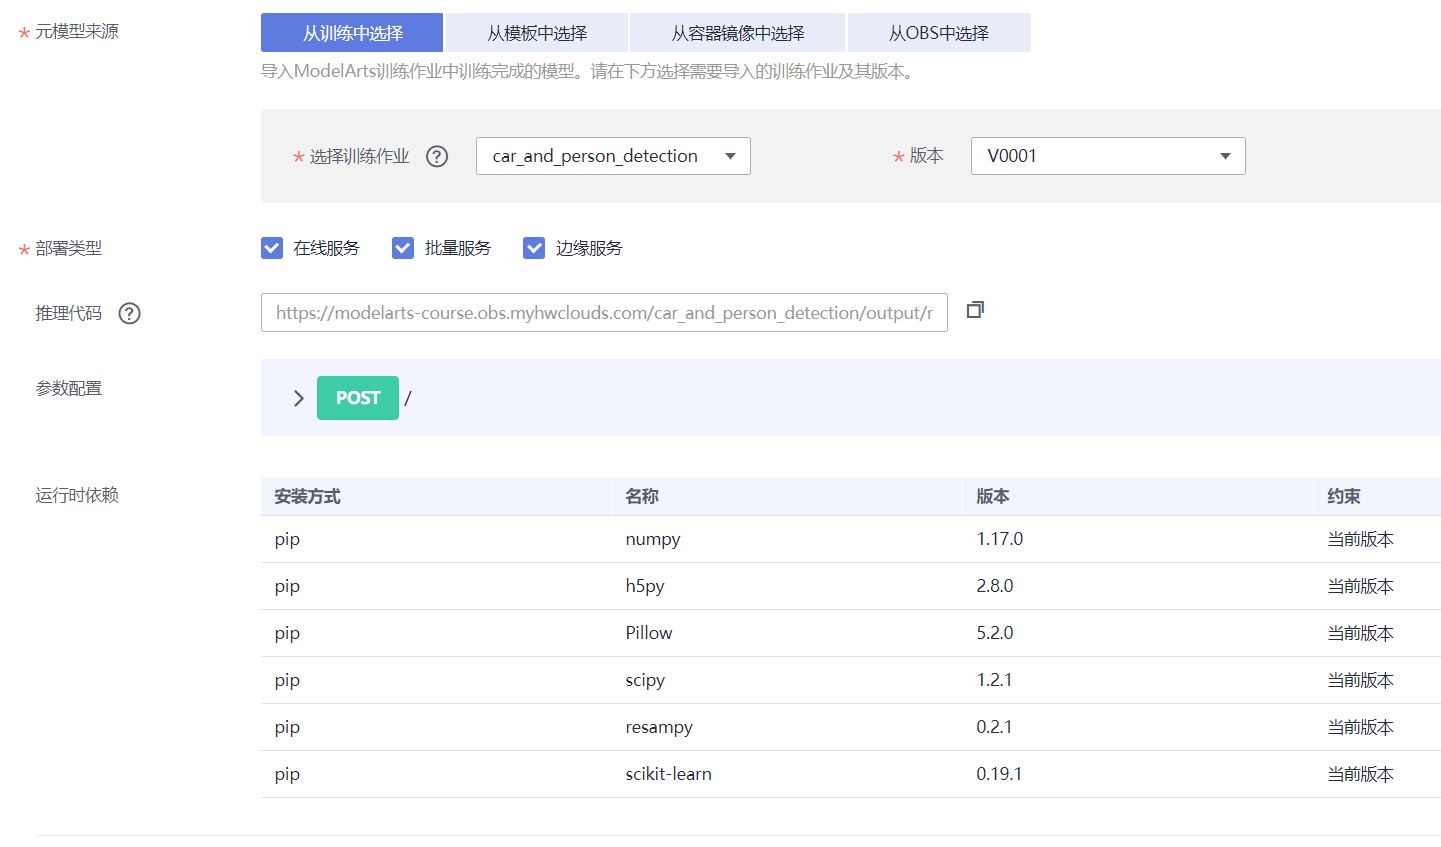 * 元模型来源 从训练中选择 从模板中选择 从容器镜像中选择 从OBS中选择
导入ModelArts训练作业中训练完成的模型。请在下方选择需要导入的训练作业及其版本。
* 选择训练作业 ? car_and_person_detection * 版本 V0001
* 部署类型 在线服务 批量服务 边缘服务
推理代码 ? https://modelarts-course.obs.myhwclouds.com/car_and_person_detection/output/r
参数配置 POST /
运行时依赖 安装方式 名称 版本 约束
pip numpy 1.17.0 当前版本
pip h5py 2.8.0 当前版本
pip Pillow 5.2.0 当前版本
pip scipy 1.2.1 当前版本
pip resampy 0.2.1 当前版本
pip scikit-learn 0.19.1 当前版本